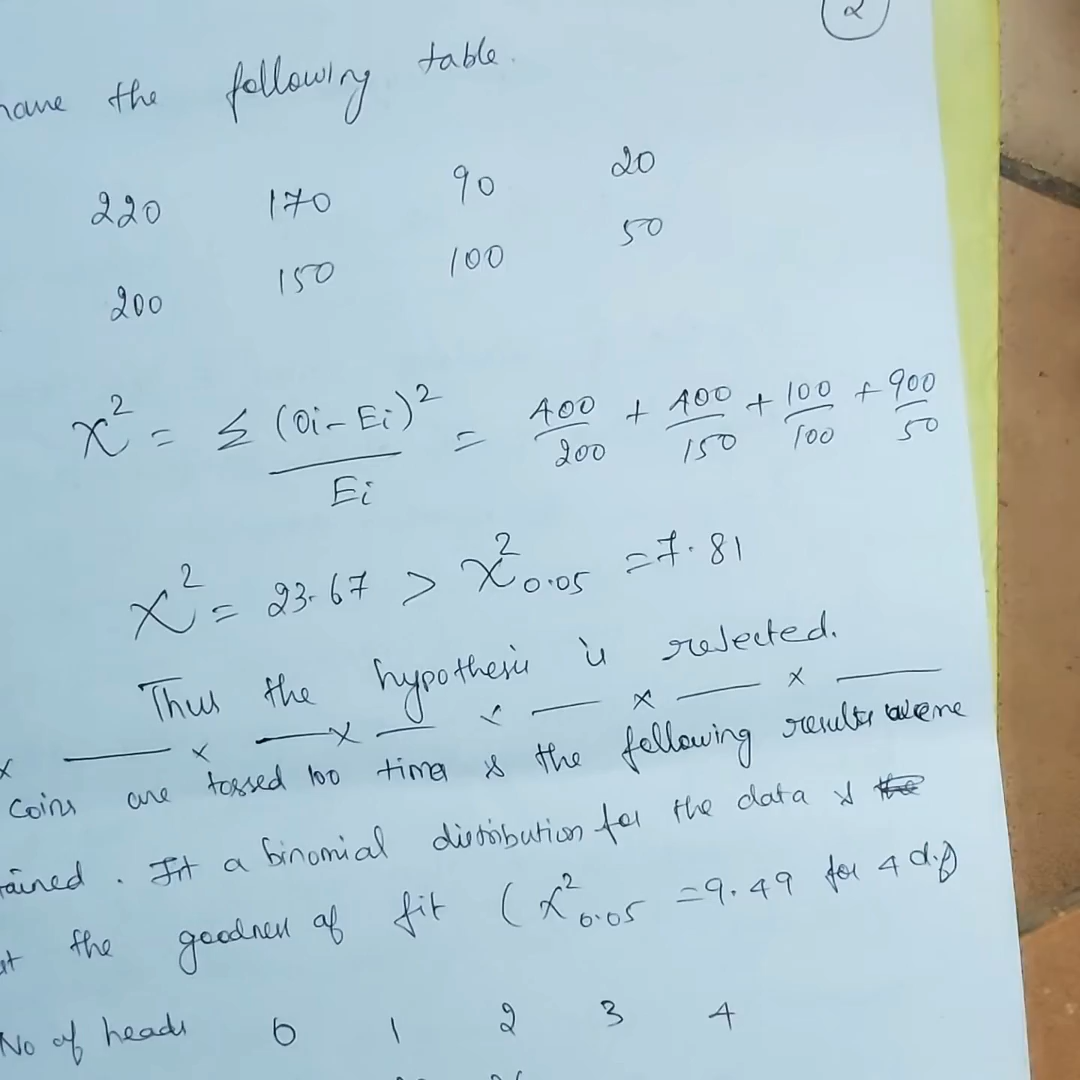 2
the following table.
220 170 90 20
200 150 100 50
χ² = ≤ (Oi - Ei)² / Ei = 400/200 + 400/150 + 100/100 + 900/50
χ² = 23.67 > χ²0.05 = 7.81
Thus the hypothesis is rejected.
x — x — x — x — x — x —
coins are tossed 100 times & the following results were
tained. Fit a binomial distribution for the data & the
the goodness of fit (χ²0.05 = 9.49 for 4 d.f)
No of heads 0 1 2 3 4